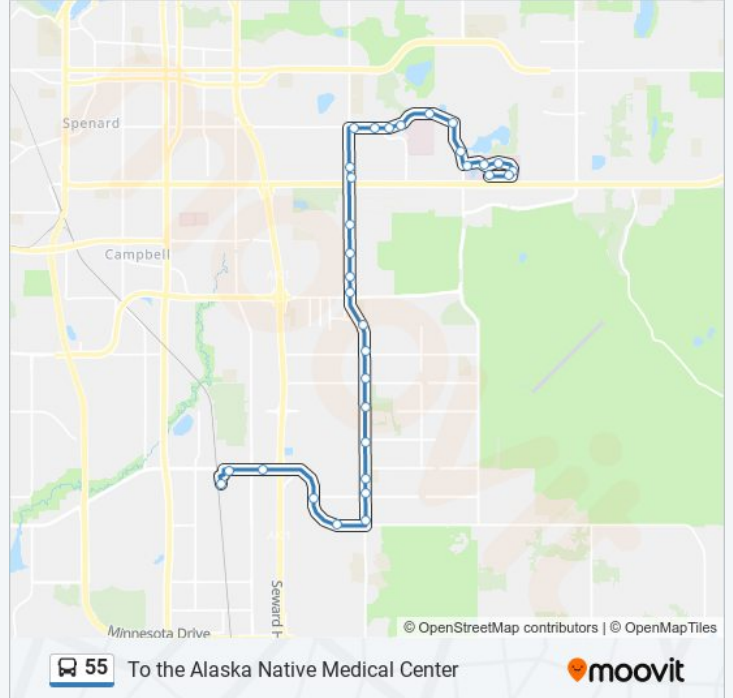 Spenard
Campbell
Seward H
Minnesota Drive
© OpenStreetMap contributors | © OpenMapTiles
55 To the Alaska Native Medical Center
moovit